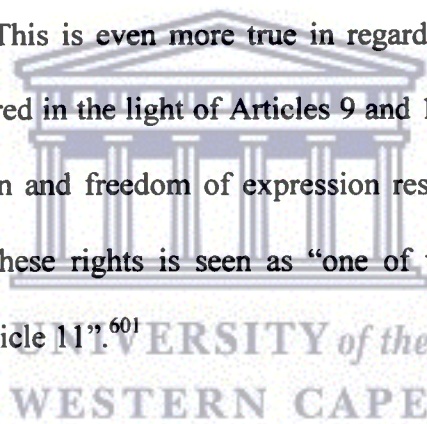 This is even more true in regard
red in the light of Articles 9 and 1
n and freedom of expression res
hese rights is seen as "one of
icle 11".601
UNIVERSITY of the
WESTERN CAPE